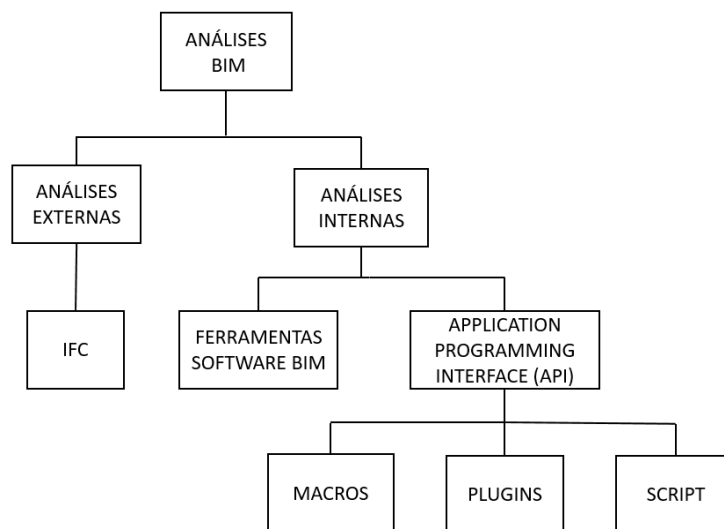 ANÁLISES
BIM
ANÁLISES
EXTERNAS
ANÁLISES
INTERNAS
IFC
FERRAMENTAS
SOFTWARE BIM
APPLICATION
PROGRAMMING
INTERFACE (API)
MACROS
PLUGINS
SCRIPT